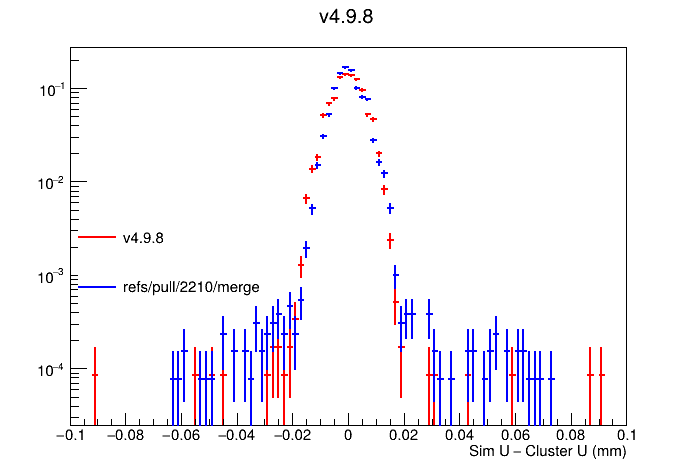 v4.9.8
10⁻¹
10⁻²
10⁻³
10⁻⁴
v4.9.8
refs/pull/2210/merge
−0.1 −0.08 −0.06 −0.04 −0.02 0 0.02 0.04 0.06 0.08 0.1
Sim U − Cluster U (mm)